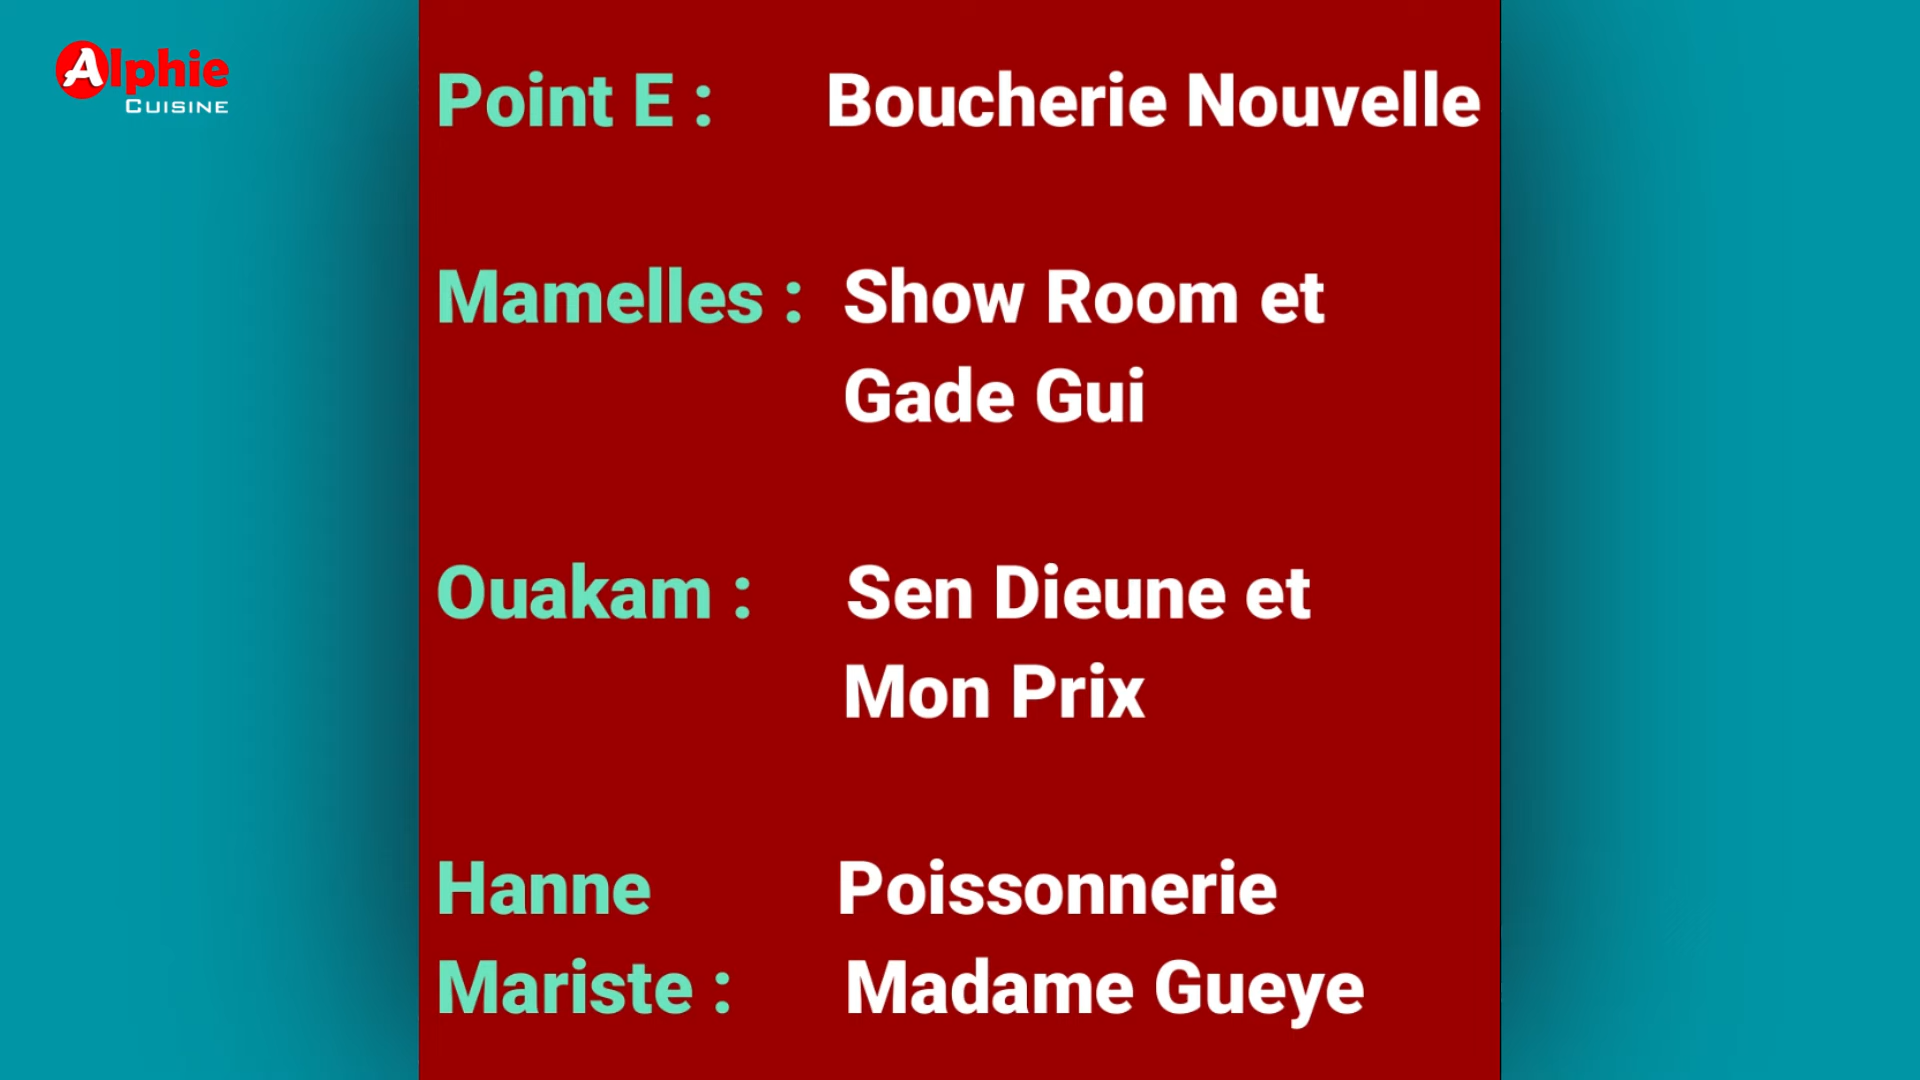 Alphie
CUISINE
Point E : Boucherie Nouvelle
Mamelles : Show Room et
Gade Gui
Ouakam : Sen Dieune et
Mon Prix
Hanne Poissonnerie
Mariste : Madame Gueye